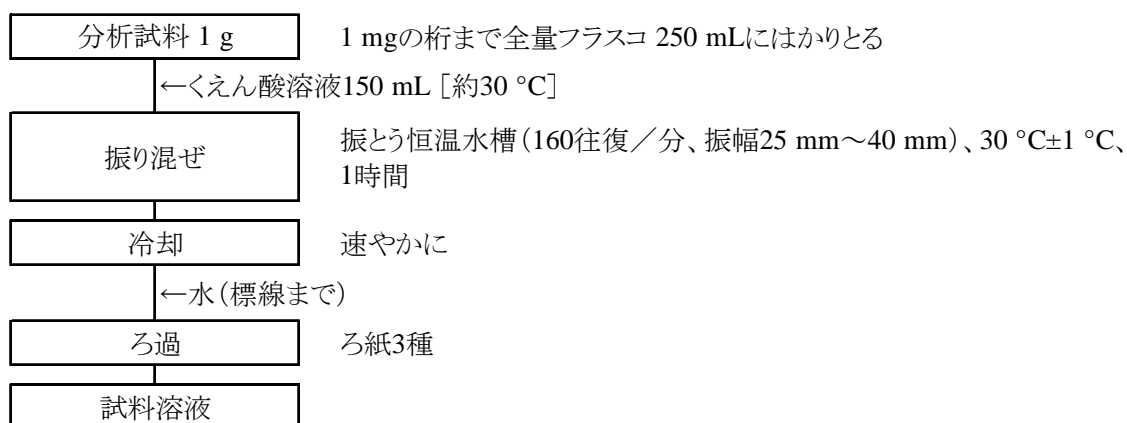 分析試料 1 g
1 mgの桁まで全量フラスコ 250 mLにはかりとる
←くえん酸溶液150 mL [約30 °C]
振り混ぜ
振とう恒温水槽(160往復/分、振幅25 mm~40 mm)、30 °C±1 °C、
1時間
冷却
速やかに
←水(標線まで)
ろ過
ろ紙3種
試料溶液